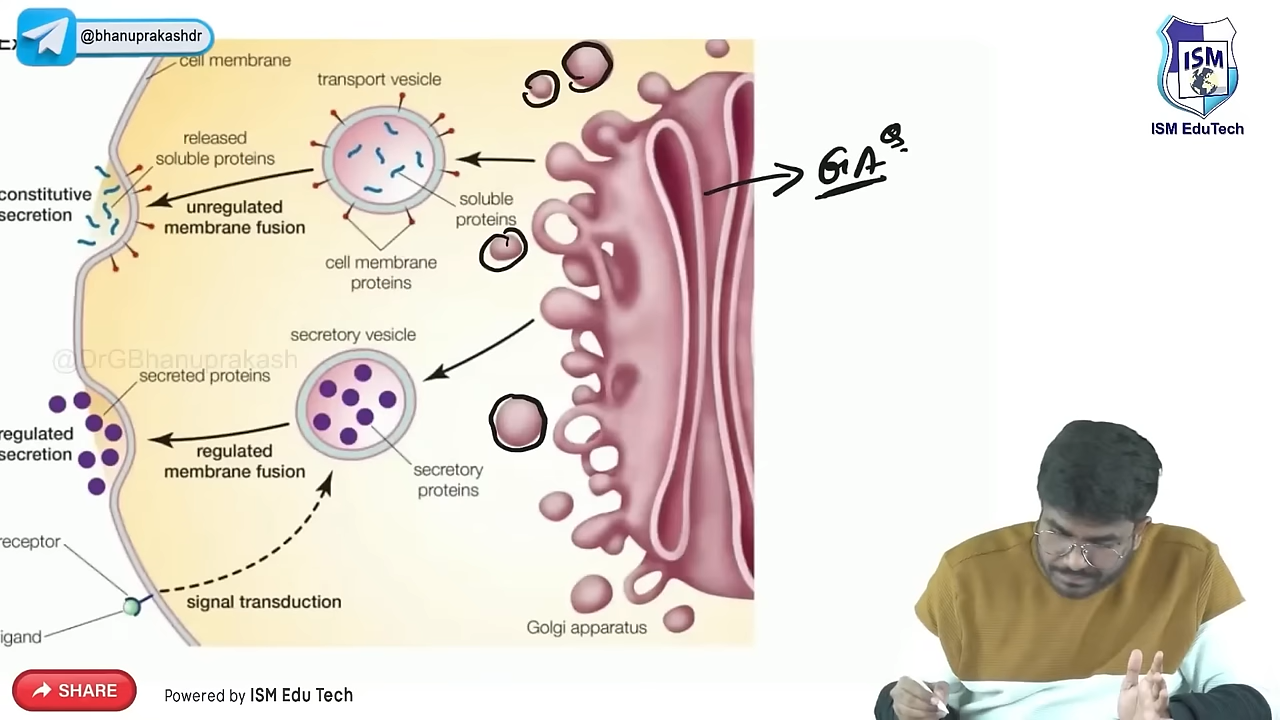 @bhanuprakashdr
cell membrane
transport vesicle
released
soluble proteins
constitutive
secretion
unregulated
membrane fusion
soluble
proteins
cell membrane
proteins
GA
ISM
ISM EduTech
secretory vesicle
@DrGBhanuprakash
secreted proteins
regulated
secretion
regulated
membrane fusion
secretory
proteins
receptor
signal transduction
igand
Golgi apparatus
SHARE
Powered by ISM Edu Tech